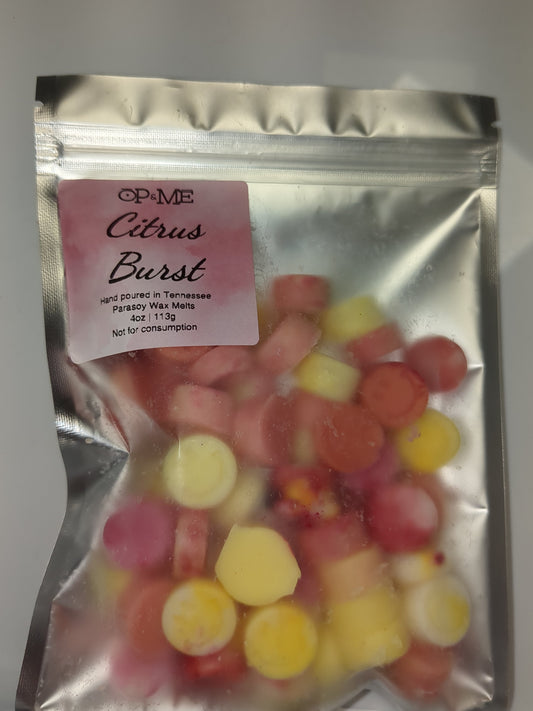 OP&ME
Citrus
Burst
Hand poured in Tennessee
Parasoy Wax Melts
4oz | 113g
Not for consumption